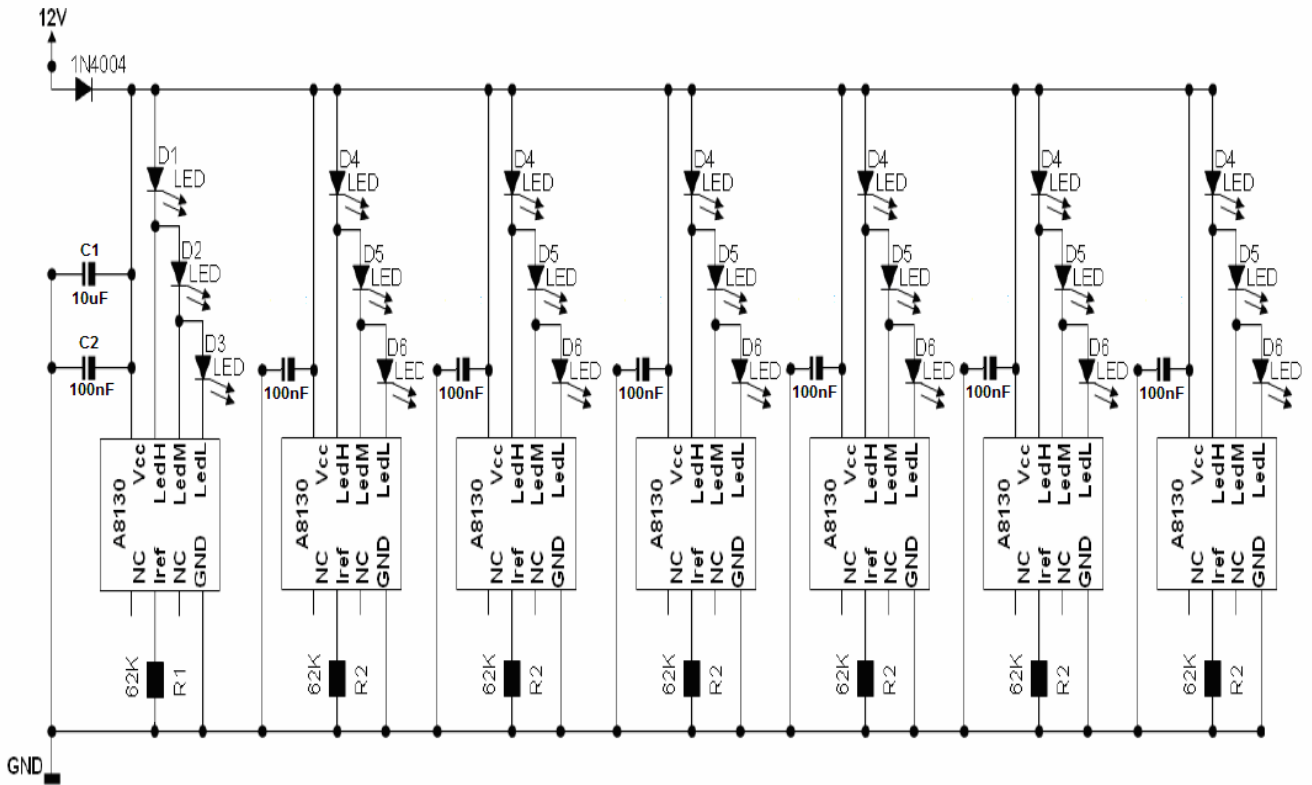 12V
1N4004
D1
LED
D4
LED
D4
LED
D4
LED
D4
LED
D4
LED
D4
LED
C1
10uF
D2
LED
D5
LED
D5
LED
D5
LED
D5
LED
D5
LED
D5
LED
C2
100nF
D3
LED
100nF
D6
LED
100nF
D6
LED
100nF
D6
LED
100nF
D6
LED
100nF
D6
LED
100nF
D6
LED
A8130
Vcc
LedH
LedM
LedL
NC
Iref
NC
GND
A8130
Vcc
LedH
LedM
LedL
NC
Iref
NC
GND
A8130
Vcc
LedH
LedM
LedL
NC
Iref
NC
GND
A8130
Vcc
LedH
LedM
LedL
NC
Iref
NC
GND
A8130
Vcc
LedH
LedM
LedL
NC
Iref
NC
GND
A8130
Vcc
LedH
LedM
LedL
NC
Iref
NC
GND
A8130
Vcc
LedH
LedM
LedL
NC
Iref
NC
GND
62K
R1
62K
R2
62K
R2
62K
R2
62K
R2
62K
R2
62K
R2
GND